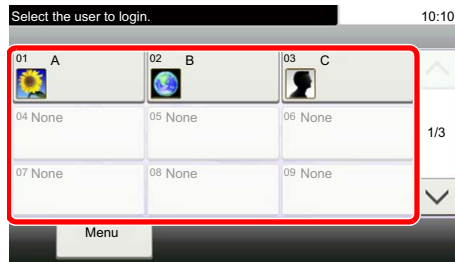 Select the user to login. 10:10
01 A 02 B 03 C
04 None 05 None 06 None
1/3
07 None 08 None 09 None
Menu